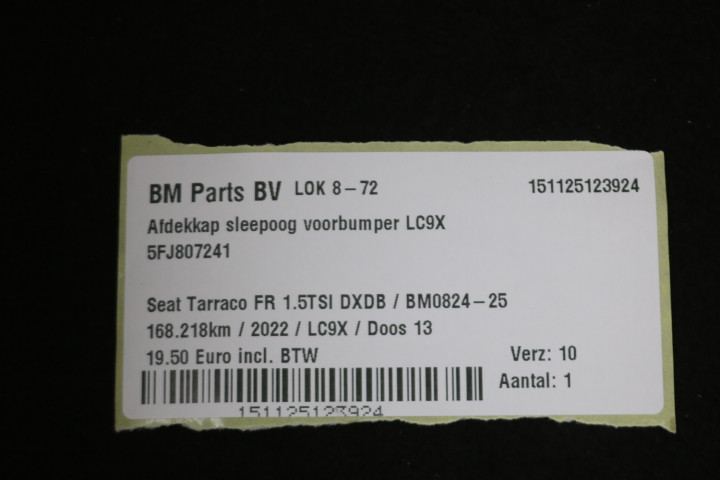 BM Parts BV LOK 8-72 151125123924
Afdekkap sleepoog voorbumper LC9X
5FJ807241
Seat Tarraco FR 1.5TSI DXDB / BM0824-25
168.218km / 2022 / LC9X / Doos 13
19.50 Euro incl. BTW Verz: 10
Aantal: 1
151125123924